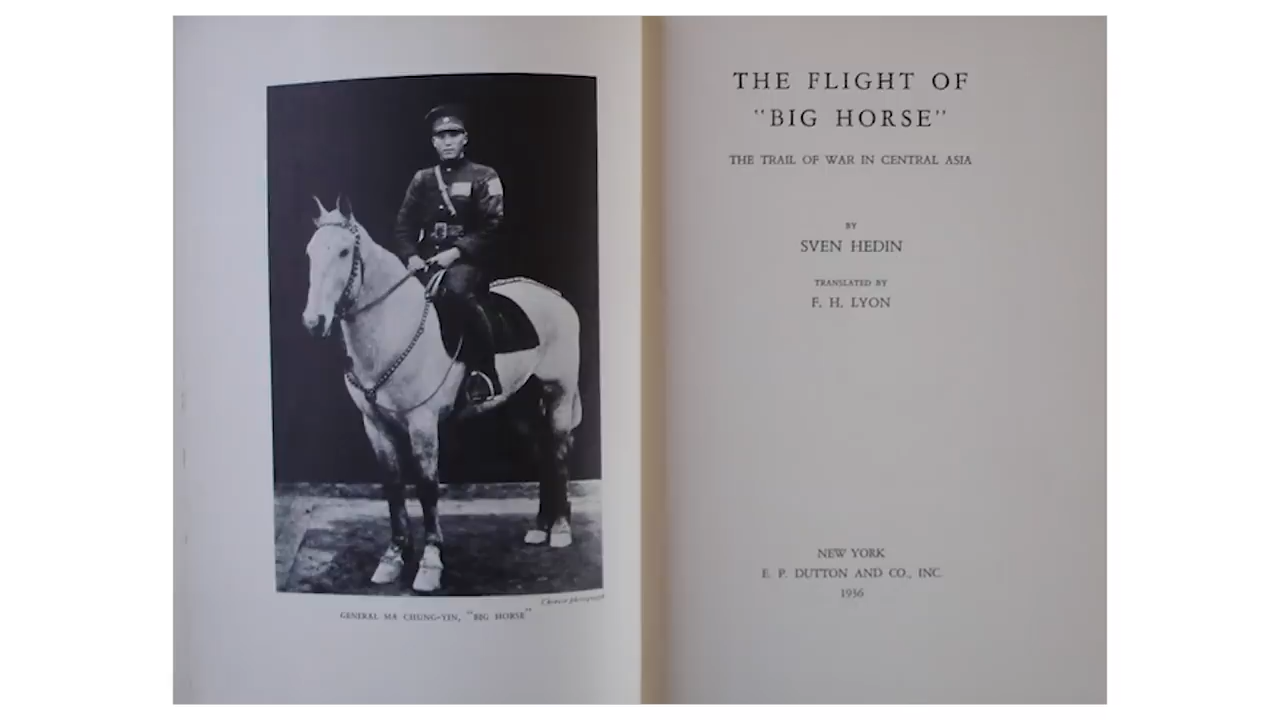 Chinese photograph
GENERAL MA CHUNG-YIN, "BIG HORSE"
THE FLIGHT OF
"BIG HORSE"
THE TRAIL OF WAR IN CENTRAL ASIA
BY
SVEN HEDIN
TRANSLATED BY
F. H. LYON
NEW YORK
E. P. DUTTON AND CO., INC.
1936